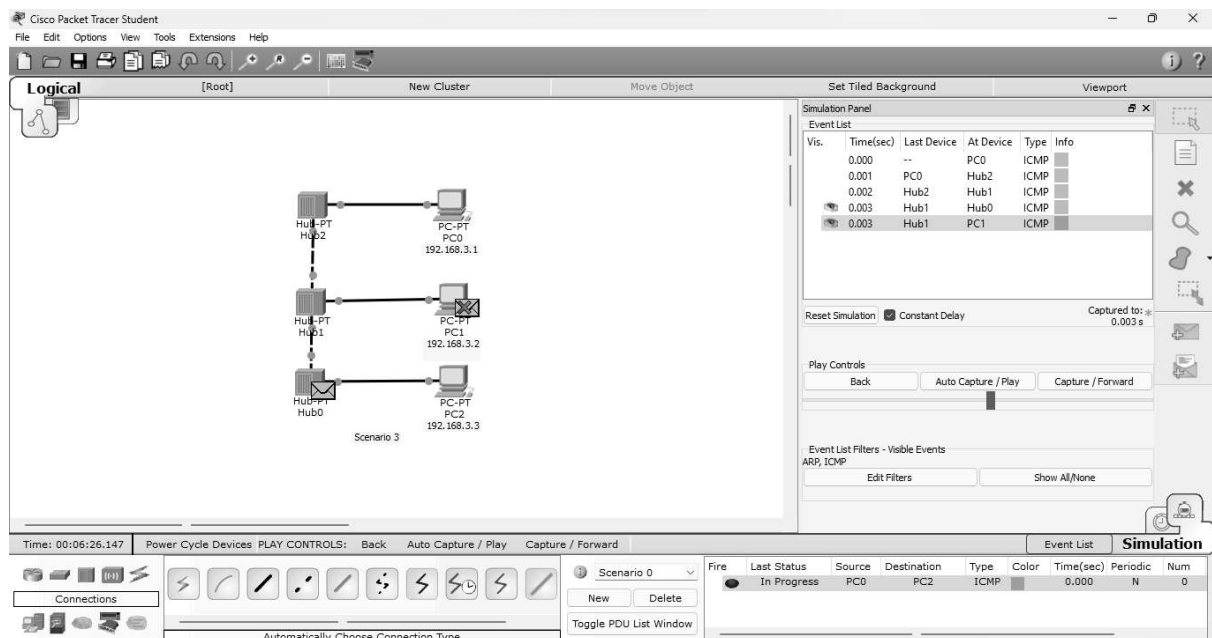 Cisco Packet Tracer Student
File Edit Options View Tools Extensions Help
Logical [Root] New Cluster Move Object Set Tiled Background Viewport
Simulation Panel
Event List
Vis. Time(sec) Last Device At Device Type Info
0.000 -- PC0 ICMP
0.001 PC0 Hub2 ICMP
0.002 Hub2 Hub1 ICMP
0.003 Hub1 Hub0 ICMP
0.003 Hub1 PC1 ICMP
Reset Simulation Constant Delay Captured to: *
0.003 s
Play Controls
Back Auto Capture / Play Capture / Forward
Event List Filters - Visible Events
ARP, ICMP
Edit Filters Show All/None
Hub-PT
Hub2
PC-PT
PC0
192.168.3.1
Hub-PT
Hub1
PC-PT
PC1
192.168.3.2
Hub-PT
Hub0
PC-PT
PC2
192.168.3.3
Scenario 3
Time: 00:06:26.147 Power Cycle Devices PLAY CONTROLS: Back Auto Capture / Play Capture / Forward Event List Simulation
Connections
Automatically Choose Connection Type
Scenario 0
New Delete
Toggle PDU List Window
Fire Last Status Source Destination Type Color Time(sec) Periodic Num
In Progress PC0 PC2 ICMP 0.000 N 0